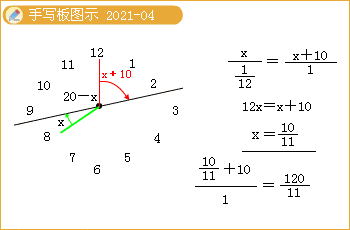 手写板图示 2021-04
12
11
1
x+10
10
2
20-x
9
3
x
8
4
7
5
6
x/(1/12) = (x+10)/1
12x=x+10
x=10/11
(10/11+10)/1 = 120/11